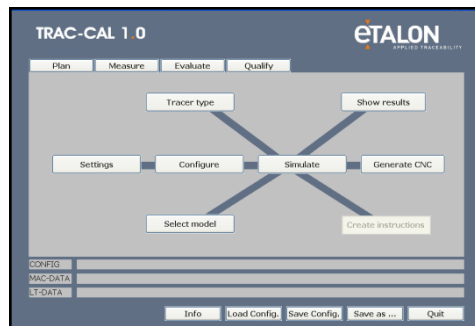 TRAC-CAL 1.0
eTALON
APPLIED TRACEABILITY
Plan Measure Evaluate Qualify
Tracer type Show results
Settings Configure Simulate Generate CNC
Select model Create instructions
CONFIG
MAC-DATA
LT-DATA
Info Load Config. Save Config. Save as ... Quit